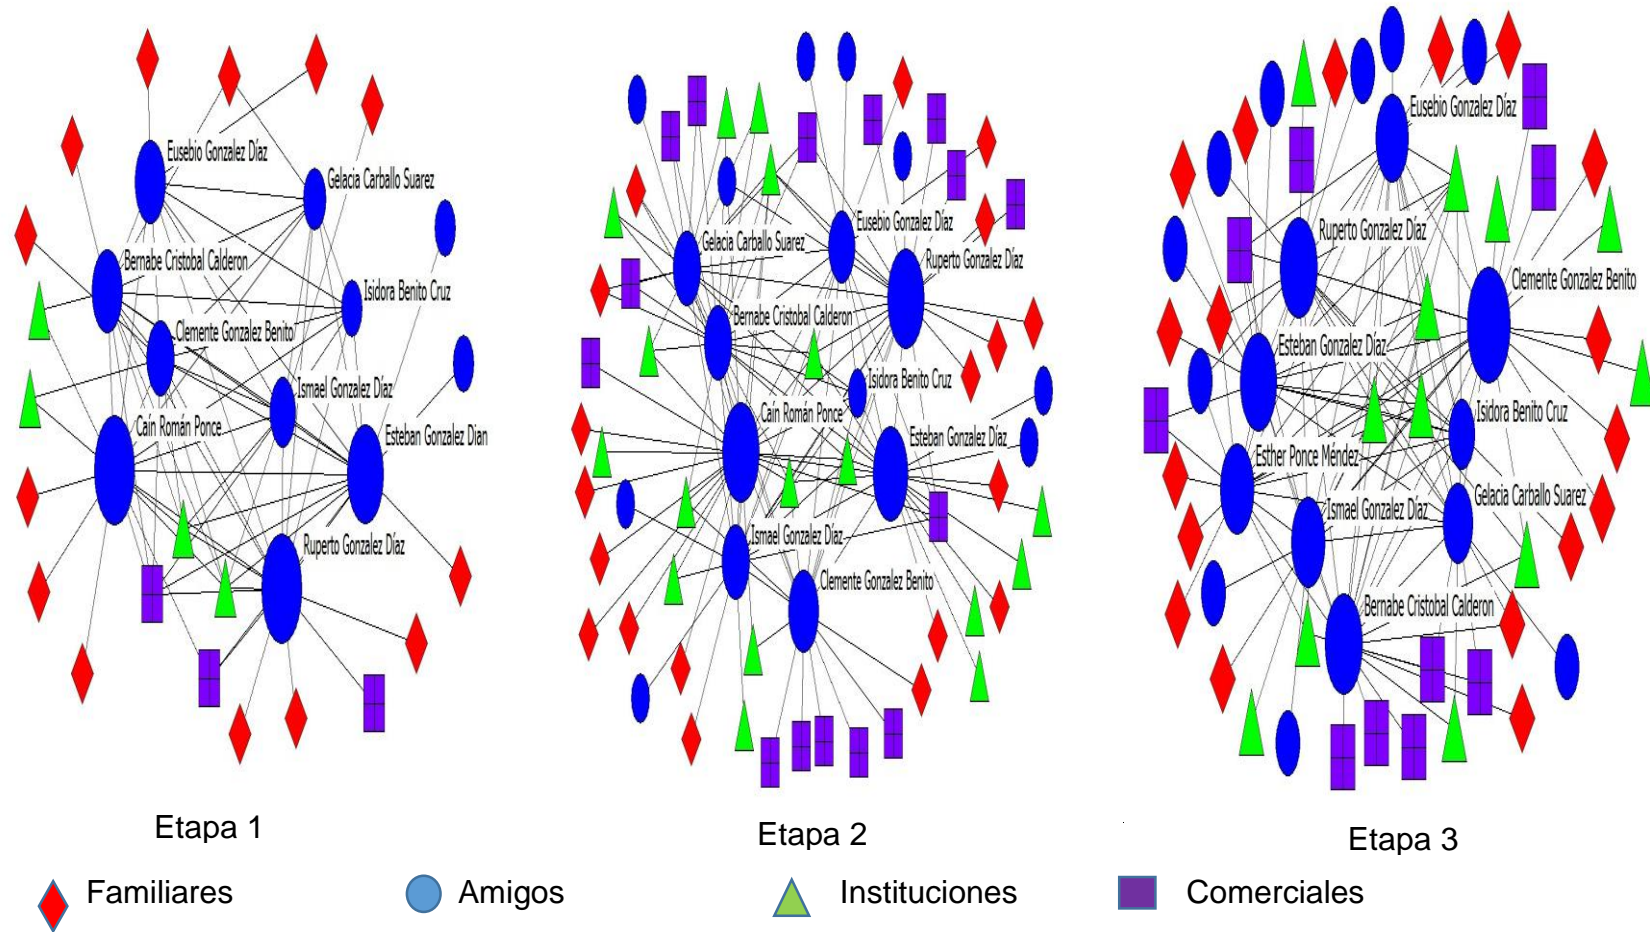 Eusebio Gonzalez Díaz
Gelacia Carballo Suarez
Bernabe Cristobal Calderon
Isidora Benito Cruz
Clemente Gonzalez Benito
Ismael Gonzalez Díaz
Caín Román Ponce
Esteban Gonzalez Dian
Ruperto Gonzalez Díaz
Etapa 1
Eusebio Gonzalez Díaz
Gelacia Carballo Suarez
Ruperto Gonzalez Díaz
Bernabe Cristobal Calderon
Isidora Benito Cruz
Caín Román Ponce
Esteban Gonzalez Díaz
Ismael Gonzalez Díaz
Clemente Gonzalez Benito
Etapa 2
Eusebio Gonzalez Díaz
Ruperto Gonzalez Díaz
Clemente Gonzalez Benito
Esteban Gonzalez Díaz
Isidora Benito Cruz
Esther Ponce Méndez
Gelacia Carballo Suarez
Ismael Gonzalez Díaz
Bernabe Cristobal Calderon
Etapa 3
Familiares
Amigos
Instituciones
Comerciales